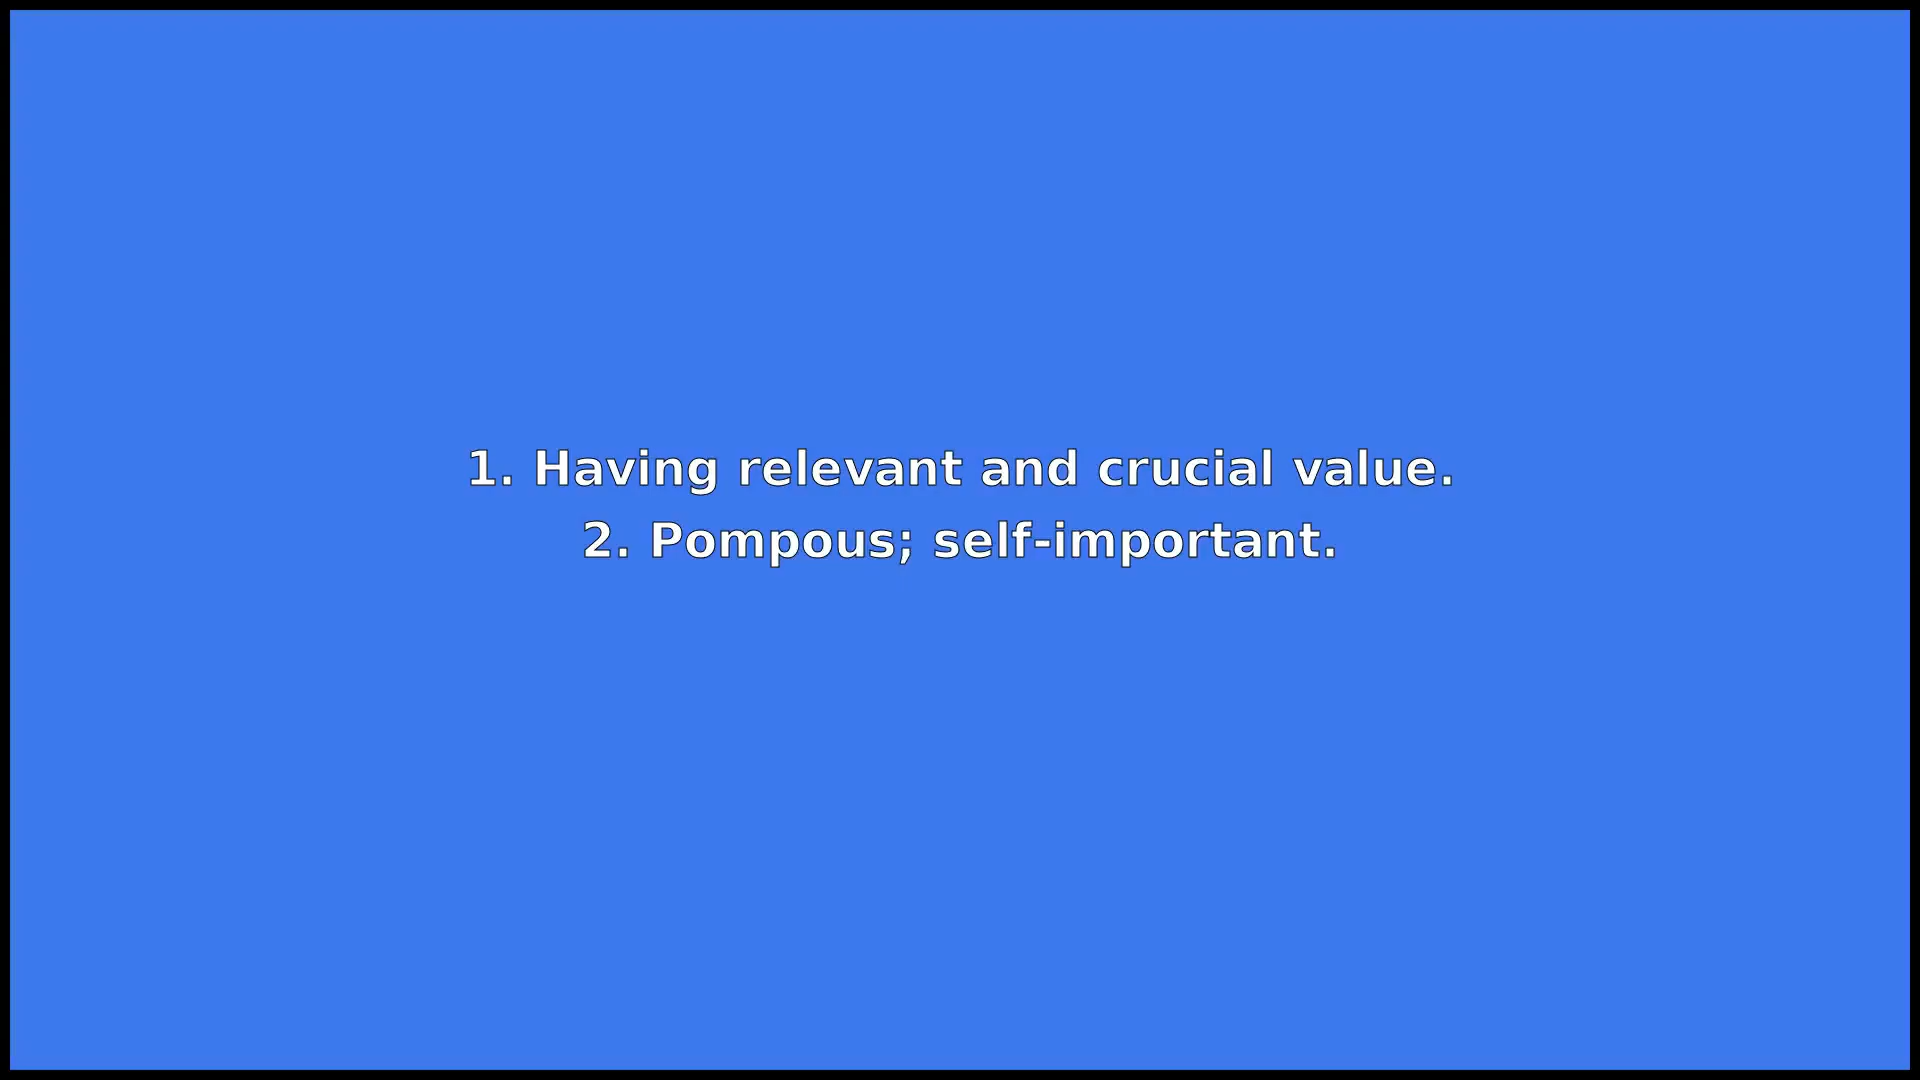 1. Having relevant and crucial value.
2. Pompous; self-important.